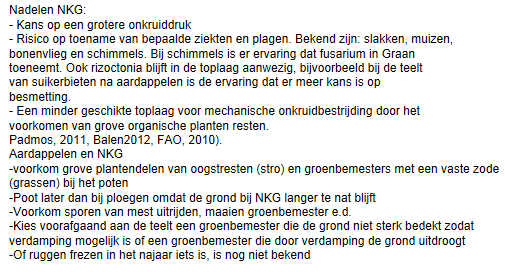 Nadelen NKG:
- Kans op een grotere onkruiddruk
- Risico op toename van bepaalde ziekten en plagen. Bekend zijn: slakken, muizen,
bonenvlieg en schimmels. Bij schimmels is er ervaring dat fusarium in Graan
toeneemt. Ook rizoctonia blijft in de toplaag aanwezig, bijvoorbeeld bij de teelt
van suikerbieten na aardappelen is de ervaring dat er meer kans is op
besmetting.
- Een minder geschikte toplaag voor mechanische onkruidbestrijding door het
voorkomen van grove organische planten resten.
Padmos, 2011, Balen2012, FAO, 2010).
Aardappelen en NKG
-voorkom grove plantendelen van oogstresten (stro) en groenbemesters met een vaste zode
(grassen) bij het poten
-Poot later dan bij ploegen omdat de grond bij NKG langer te nat blijft
-Voorkom sporen van mest uitrijden, maaien groenbemester e.d.
-Kies voorafgaand aan de teelt een groenbemester die de grond niet sterk bedekt zodat
verdamping mogelijk is of een groenbemester die door verdamping de grond uitdroogt
-Of ruggen frezen in het najaar iets is, is nog niet bekend